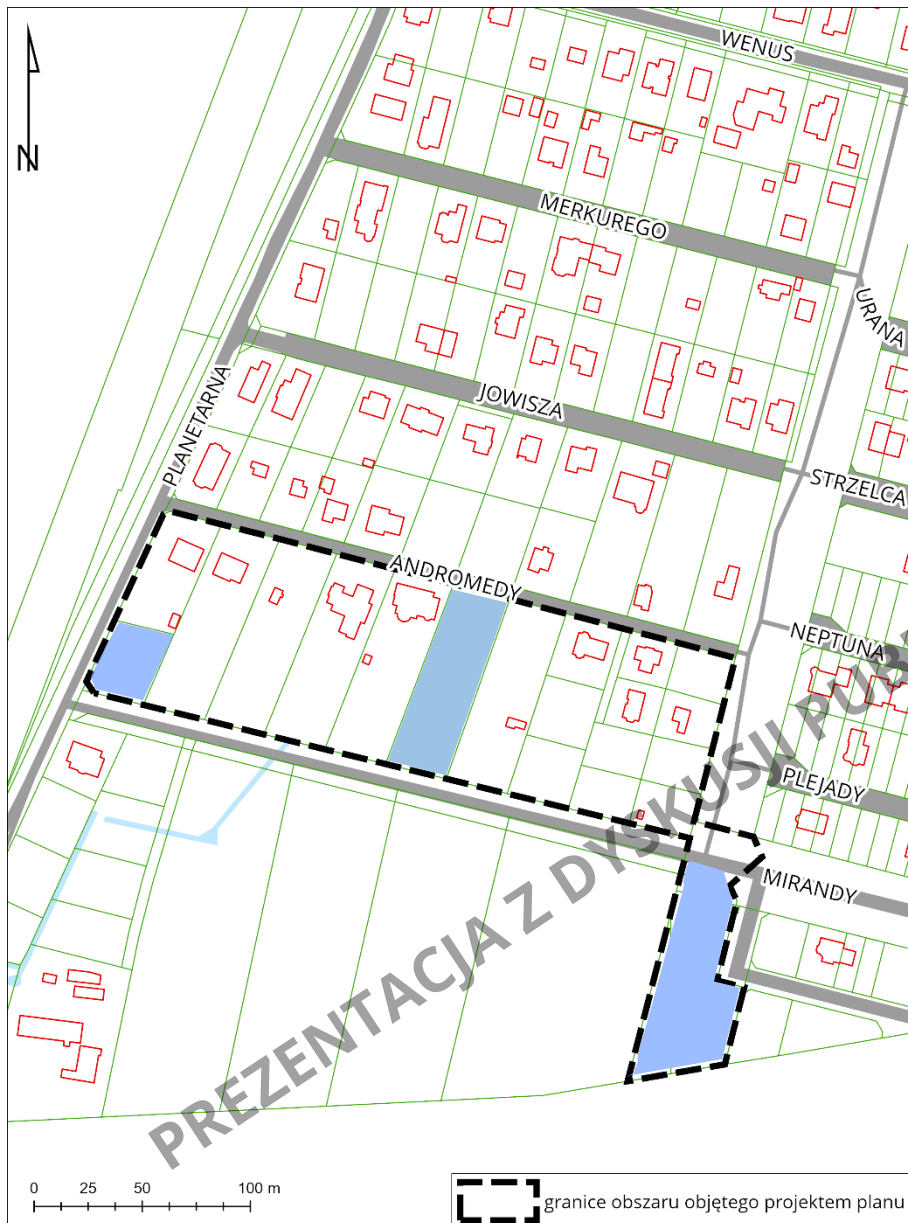 WENUS
N
MERKUREGO
URANA
PLANETARNA
JOWISZA
STRZELCA
ANDROMEDY
NEPTUNA
PLEJADY
MIRANDY
PREZENTACJA Z DYSKUSJI PUB
0 25 50 100 m
granice obszaru objętego projektem planu